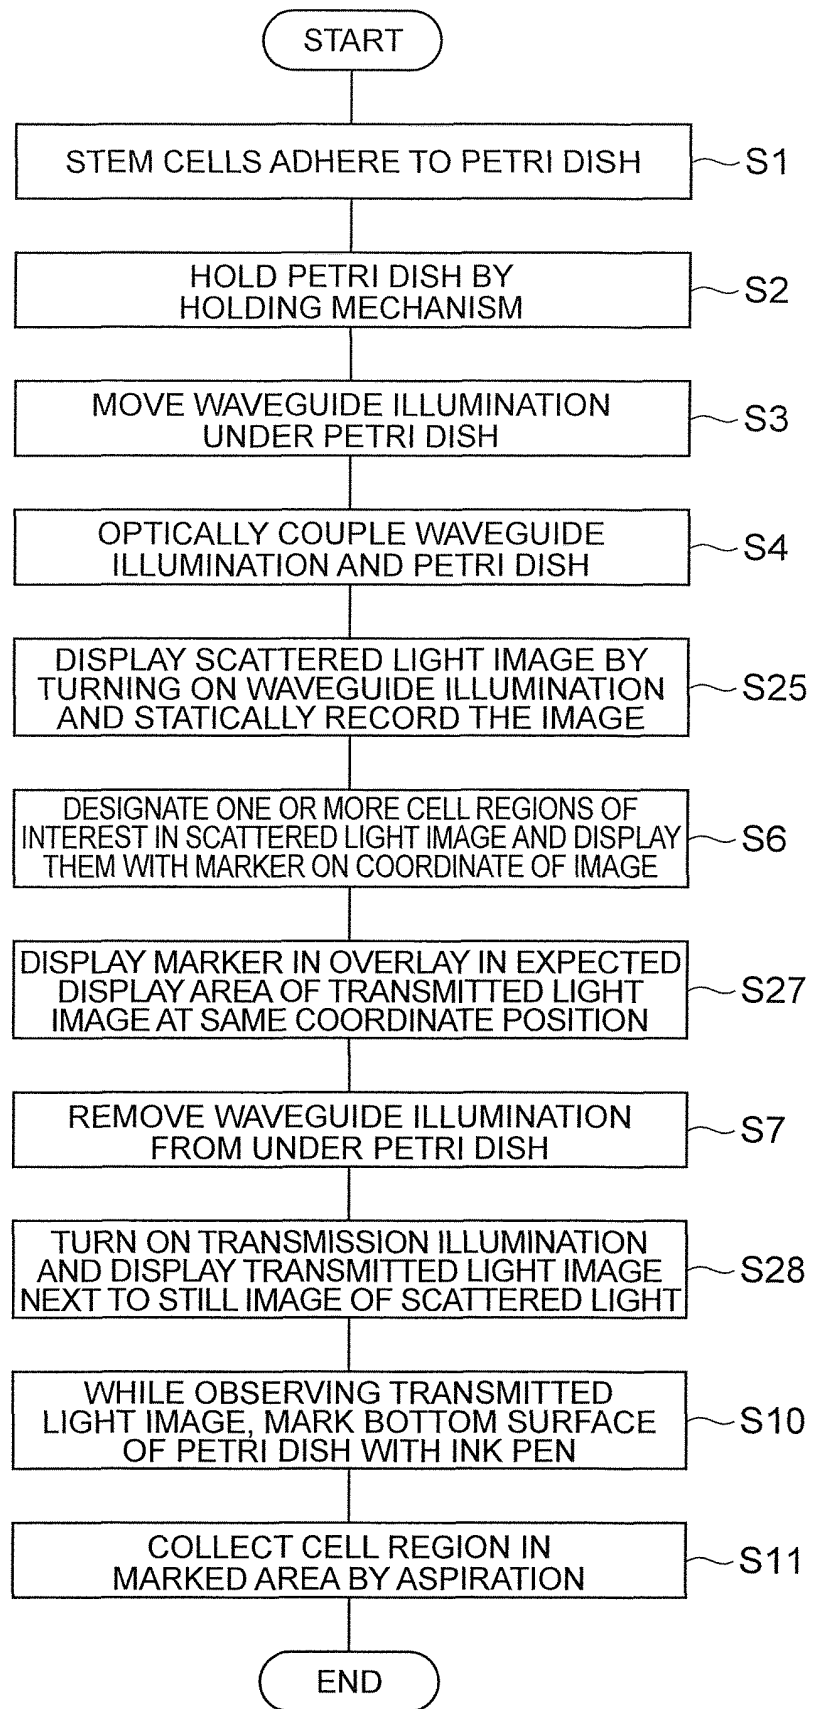 START
STEM CELLS ADHERE TO PETRI DISH
S1
HOLD PETRI DISH BY
HOLDING MECHANISM
S2
MOVE WAVEGUIDE ILLUMINATION
UNDER PETRI DISH
S3
OPTICALLY COUPLE WAVEGUIDE
ILLUMINATION AND PETRI DISH
S4
DISPLAY SCATTERED LIGHT IMAGE BY
TURNING ON WAVEGUIDE ILLUMINATION
AND STATICALLY RECORD THE IMAGE
S25
DESIGNATE ONE OR MORE CELL REGIONS OF
INTEREST IN SCATTERED LIGHT IMAGE AND DISPLAY
THEM WITH MARKER ON COORDINATE OF IMAGE
S6
DISPLAY MARKER IN OVERLAY IN EXPECTED
DISPLAY AREA OF TRANSMITTED LIGHT
IMAGE AT SAME COORDINATE POSITION
S27
REMOVE WAVEGUIDE ILLUMINATION
FROM UNDER PETRI DISH
S7
TURN ON TRANSMISSION ILLUMINATION
AND DISPLAY TRANSMITTED LIGHT IMAGE
NEXT TO STILL IMAGE OF SCATTERED LIGHT
S28
WHILE OBSERVING TRANSMITTED
LIGHT IMAGE, MARK BOTTOM SURFACE
OF PETRI DISH WITH INK PEN
S10
COLLECT CELL REGION IN
MARKED AREA BY ASPIRATION
S11
END